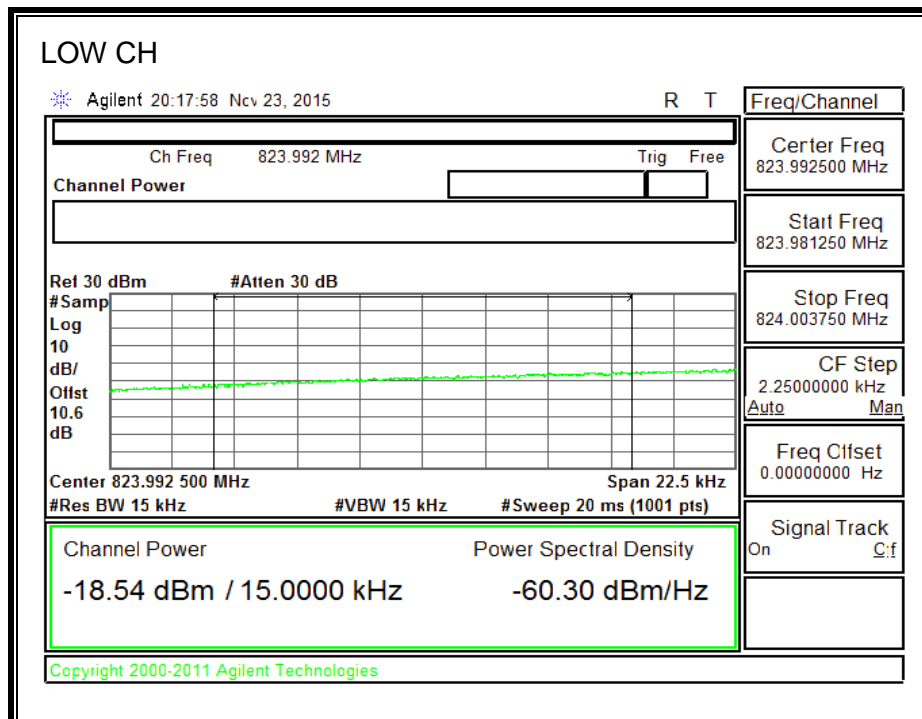 LOW CH
Agilent 20:17:58 Nov 23, 2015 R T
Freq/Channel
Ch Freq 823.992 MHz Trig Free
Channel Power
Center Freq
823.992500 MHz
Start Freq
823.981250 MHz
Stop Freq
824.003750 MHz
CF Step
2.25000000 kHz
Auto Man
Freq Offset
0.00000000 Hz
Signal Track
On Off
Ref 30 dBm #Atten 30 dB
#Samp
Log
10
dB/
Offst
10.6
dB
Center 823.992 500 MHz Span 22.5 kHz
#Res BW 15 kHz #VBW 15 kHz #Sweep 20 ms (1001 pts)
Channel Power Power Spectral Density
-18.54 dBm / 15.0000 kHz -60.30 dBm/Hz
Copyright 2000-2011 Agilent Technologies